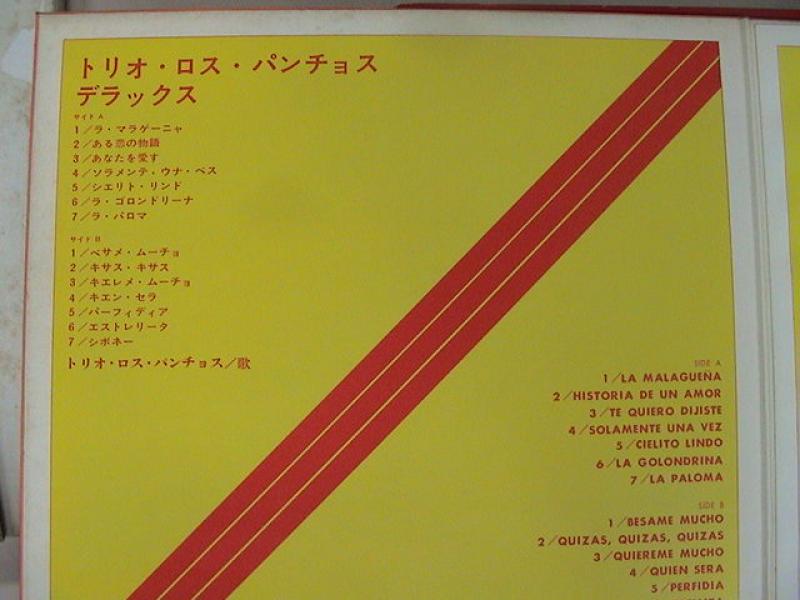 トリオ・ロス・パンチョス
デラックス
サイド A
1／ラ・マラゲーニャ
2／ある恋の物語
3／あなたを愛す
4／ソラメンテ・ウナ・ベス
5／シエリト・リンド
6／ラ・ゴロンドリーナ
7／ラ・パロマ
サイド B
1／ベサメ・ムーチョ
2／キサス・キサス
3／キエレメ・ムーチョ
4／キエン・セラ
5／パーフィディア
6／エストレリータ
7／シボネー
トリオ・ロス・パンチョス／歌
SIDE A
1／LA MALAGUEÑA
2／HISTORIA DE UN AMOR
3／TE QUIERO DIJISTE
4／SOLAMENTE UNA VEZ
5／CIELITO LINDO
6／LA GOLONDRINA
7／LA PALOMA
SIDE B
1／BESAME MUCHO
2／QUIZAS, QUIZAS, QUIZAS
3／QUIEREME MUCHO
4／QUIEN SERA
5／PERFIDIA